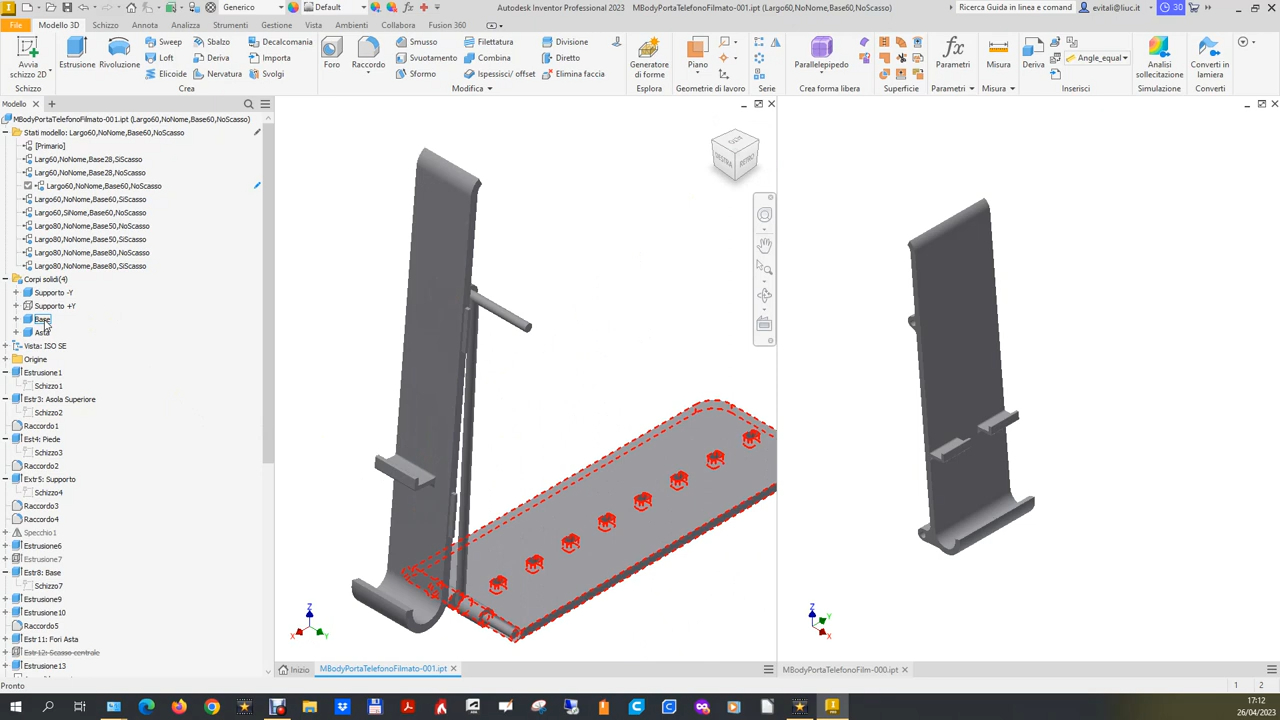 Generico
Default
Autodesk Inventor Professional 2023 MBodyPortaTelefonoFilmato-001.ipt (Largo60,NoNome,Base60,NoScasso)
Ricerca Guida in linea e comand
evitali@liuc.it
30
File Modello 3D Schizzo Annota Analizza Strumenti Gestione Vista Ambienti Collabora Fusion 360
Avvia schizzo 2D
Estrusione
Rivoluzione
Sweep
Loft
Elicoide
Sbalzo
Deriva
Nervatura
Decalcomania
Importa
Svolgi
Foro
Raccordo
Smusso
Svuotamento
Sformo
Filettatura
Combina
Ispessisci/ offset
Divisione
Diretto
Elimina faccia
Generatore di forme
Piano
Parallelepipedo
Parametri
Misura
Deriva
Angle_equal
Analisi sollecitazione
Converti in lamiera
Crea
Modifica
Esplora
Geometrie di lavoro
Serie
Crea forma libera
Superficie
Parametri
Misura
Inserisci
Simulazione
Converti
Modello
MBodyPortaTelefonoFilmato-001.ipt (Largo60,NoNome,Base60,NoScasso)
Stati modello: Largo60,NoNome,Base60,NoScasso
[Primario]
Larg60,NoNome,Base28,SiScasso
Larg60,NoNome,Base28,NoScasso
Largo60,NoNome,Base60,NoScasso
Largo60,NoNome,Base60,SiScasso
Largo60,SiNome,Base60,NoScasso
Largo80,NoNome,Base50,NoScasso
Largo80,NoNome,Base50,SiScasso
Largo80,NoNome,Base80,NoScasso
Largo80,NoNome,Base80,SiScasso
Corpi solidi(4)
Supporto -Y
Supporto +Y
Base
Asta
Vista: ISO SE
Origine
Estrusione1
Schizzo1
Estr3: Asola Superiore
Schizzo2
Raccordo1
Est4: Piede
Schizzo3
Raccordo2
Extr5: Supporto
Schizzo4
Raccordo3
Raccordo4
Specchio1
Estrusione6
Estrusione7
Estr8: Base
Schizzo7
Estrusione9
Estrusione10
Raccordo5
Estr11: Fori Asta
Estr12: Scasso centrale
Estrusione13
DESTRA
RETRO
Z
X
Y
Z
Y
X
Inizio
MBodyPortaTelefonoFilmato-001.ipt
MBodyPortaTelefonoFilm-000.ipt
Pronto
1 2
17:12
26/04/2023